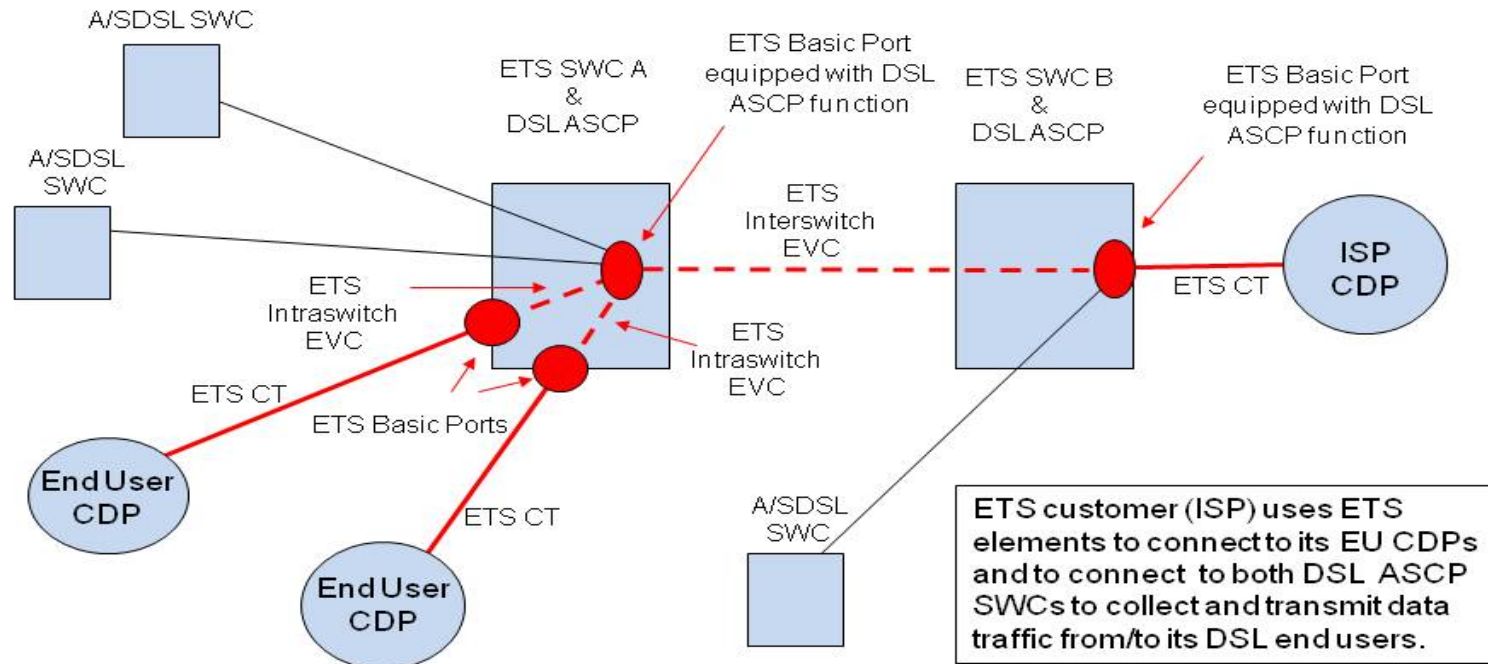 A/SDSL SWC
ETS SWC A
&
DSL ASCP
ETS Basic Port
equipped with DSL
ASCP function
ETS SWC B
&
DSL ASCP
ETS Basic Port
equipped with DSL
ASCP function
A/SDSL
SWC
ETS
Interswitch
EVC
ISP
CDP
ETS CT
ETS
Intraswitch
EVC
ETS
Intraswitch
EVC
ETS CT
ETS Basic Ports
End User
CDP
ETS CT
End User
CDP
A/SDSL
SWC
ETS customer (ISP) uses ETS
elements to connect to its EU CDPs
and to connect to both DSL ASCP
SWCs to collect and transmit data
traffic from/to its DSL end users.